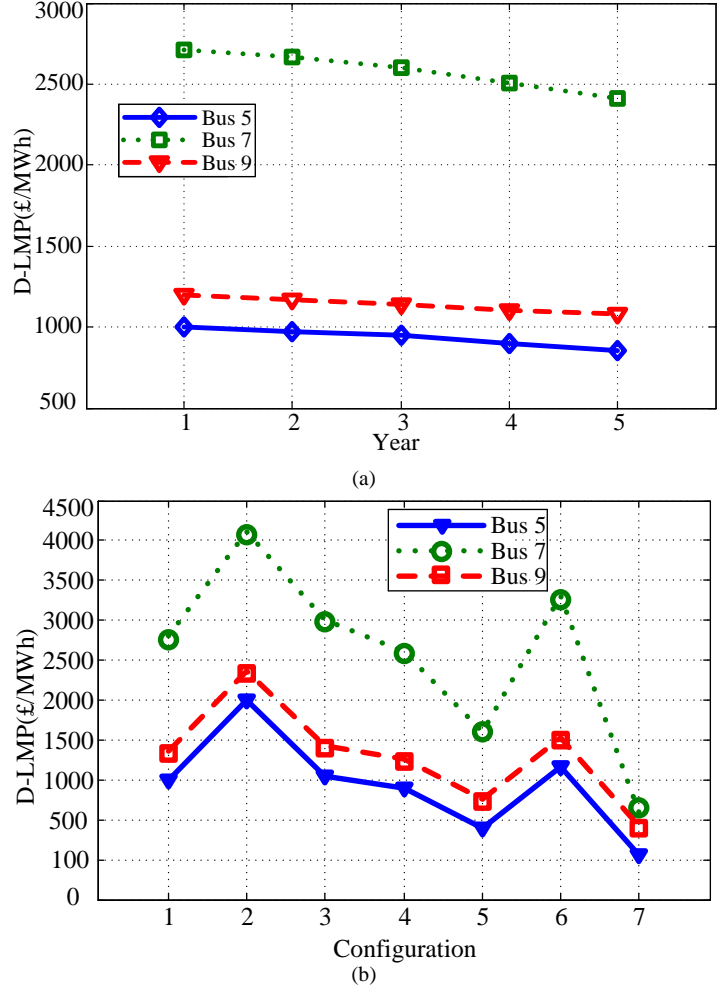 3000
2500
2000
1500
1000
500
D-LMP(£/MWh)
Bus 5
Bus 7
Bus 9
1 2 3 4 5
Year
(a)
4500
4000
3500
3000
2500
2000
1500
1000
500
100
0
D-LMP(£/MWh)
Bus 5
Bus 7
Bus 9
1 2 3 4 5 6 7
Configuration
(b)